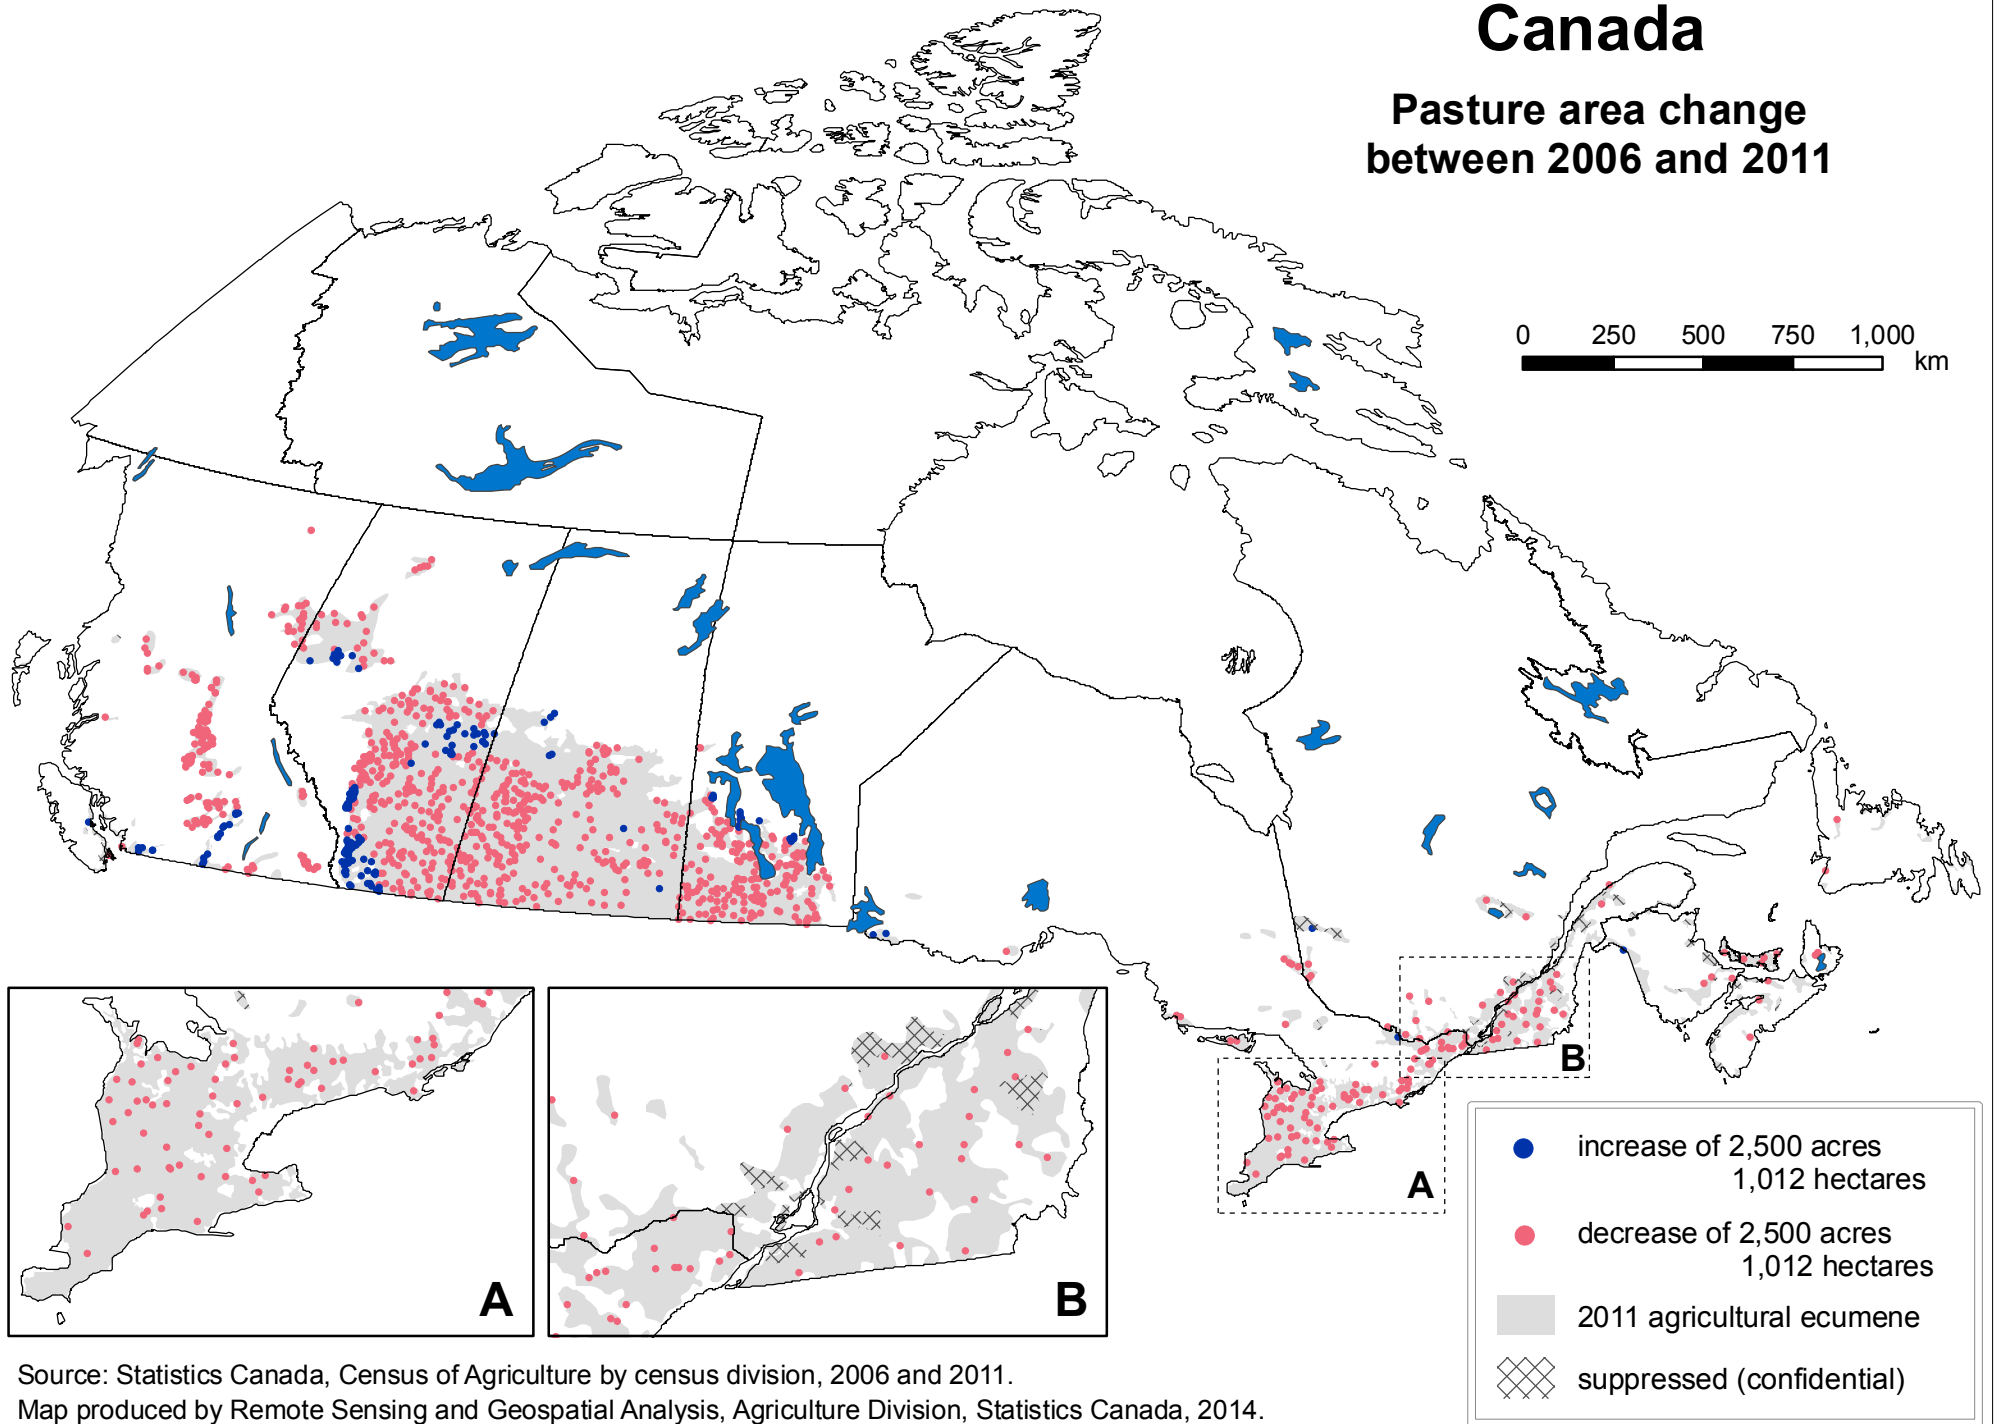 Canada
Pasture area change
between 2006 and 2011
0 250 500 750 1,000
km
B
A
A
B
increase of 2,500 acres
1,012 hectares
decrease of 2,500 acres
1,012 hectares
2011 agricultural ecumene
suppressed (confidential)
Source: Statistics Canada, Census of Agriculture by census division, 2006 and 2011.
Map produced by Remote Sensing and Geospatial Analysis, Agriculture Division, Statistics Canada, 2014.